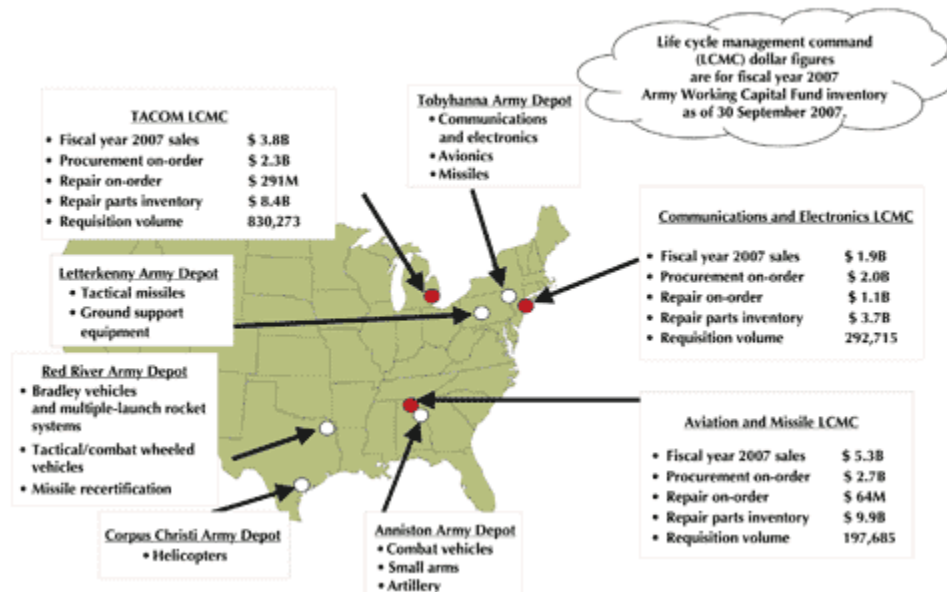 Life cycle management command
(LCMC) dollar figures
are for fiscal year 2007
Army Working Capital Fund inventory
as of 30 September 2007.
TACOM LCMC
• Fiscal year 2007 sales $ 3.8B
• Procurement on-order $ 2.3B
• Repair on-order $ 291M
• Repair parts inventory $ 8.4B
• Requisition volume 830,273
Tobyhanna Army Depot
• Communications
and electronics
• Avionics
• Missiles
Communications and Electronics LCMC
• Fiscal year 2007 sales $ 1.9B
• Procurement on-order $ 2.0B
• Repair on-order $ 1.1B
• Repair parts inventory $ 3.7B
• Requisition volume 292,715
Letterkenny Army Depot
• Tactical missiles
• Ground support
equipment
Red River Army Depot
• Bradley vehicles
and multiple-launch rocket
systems
• Tactical/combat wheeled
vehicles
• Missile recertification
Aviation and Missile LCMC
• Fiscal year 2007 sales $ 5.3B
• Procurement on-order $ 2.7B
• Repair on-order $ 64M
• Repair parts inventory $ 9.9B
• Requisition volume 197,685
Corpus Christi Army Depot
• Helicopters
Anniston Army Depot
• Combat vehicles
• Small arms
• Artillery